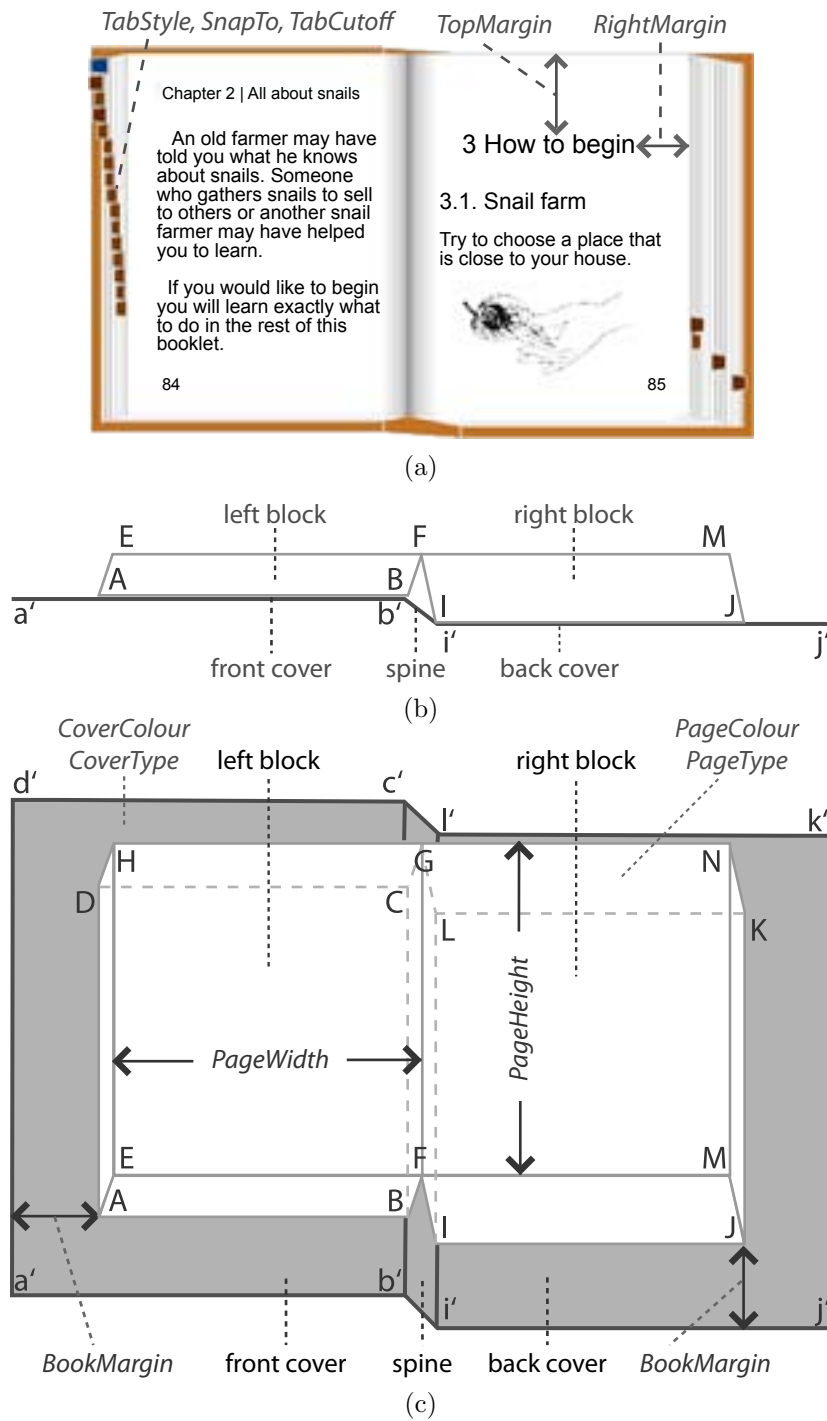 TabStyle, SnapTo, TabCutoff TopMargin RightMargin
Chapter 2 | All about snails
An old farmer may have
told you what he knows
about snails. Someone
who gathers snails to sell
to others or another snail
farmer may have helped
you to learn.
If you would like to begin
you will learn exactly what
to do in the rest of this
booklet.
84
3 How to begin
3.1. Snail farm
Try to choose a place that
is close to your house.
85
(a)
left block right block
E F M
A B I J
a' b' i' j'
front cover spine back cover
(b)
CoverColour
CoverType
left block right block
PageColour
PageType
d' c' l' k'
H G N
D C L K
PageWidth
PageHeight
E F M
A B I J
a' b' i' j'
BookMargin front cover spine back cover BookMargin
(c)